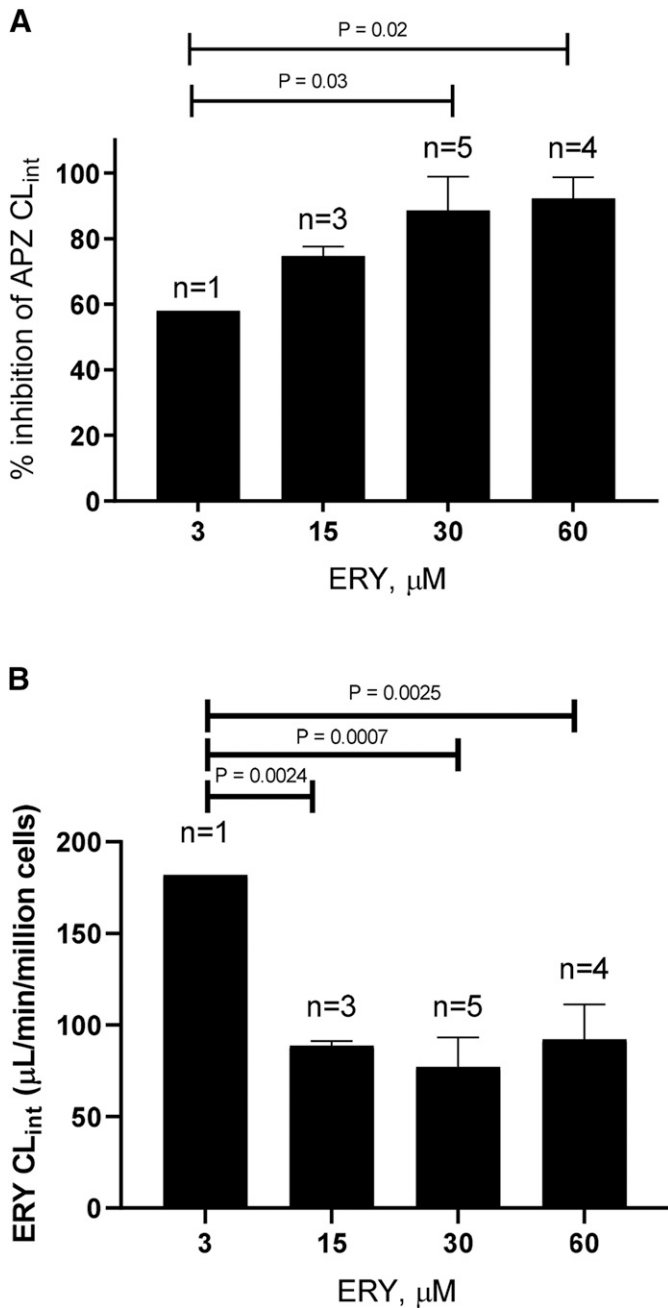 A
P = 0.02
P = 0.03
% inhibition of APZ CLint
100
80
60
40
20
0
n=1
n=3
n=5
n=4
3 15 30 60
ERY, μM
B
P = 0.0025
P = 0.0007
P = 0.0024
ERY CLint (μL/min/million cells)
200
150
100
50
0
n=1
n=3
n=5
n=4
3 15 30 60
ERY, μM